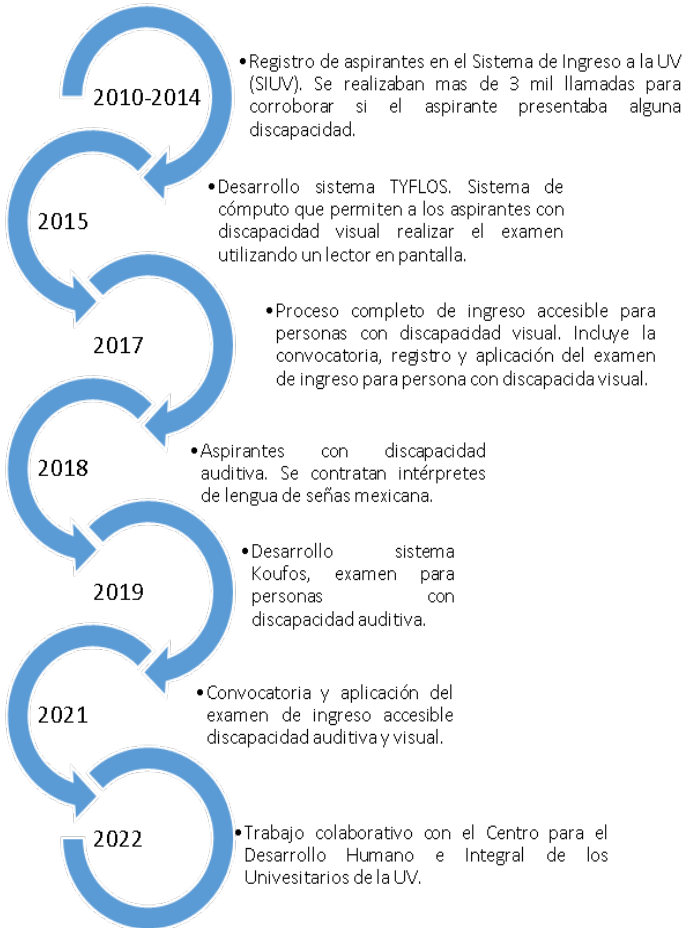 2010-2014
•Registro de aspirantes en el Sistema de Ingreso a la UV
(SIUV). Se realizaban mas de 3 mil llamadas para
corroborar si el aspirante presentaba alguna
discapacidad.
2015
•Desarrollo sistema TYFLOS. Sistema de
cómputo que permiten a los aspirantes con
discapacidad visual realizar el examen
utilizando un lector en pantalla.
2017
•Proceso completo de ingreso accesible para
personas con discapacidad visual. Incluye la
convocatoria, registro y aplicación del examen
de ingreso para persona con discapacida visual.
2018
•Aspirantes con discapacidad
auditiva. Se contratan intérpretes
de lengua de señas mexicana.
2019
•Desarrollo sistema
Koufos, examen para
personas con
discapacidad auditiva.
2021
•Convocatoria y aplicación del
examen de ingreso accesible
discapacidad auditiva y visual.
2022
•Trabajo colaborativo con el Centro para el
Desarrollo Humano e Integral de los
Univesitarios de la UV.